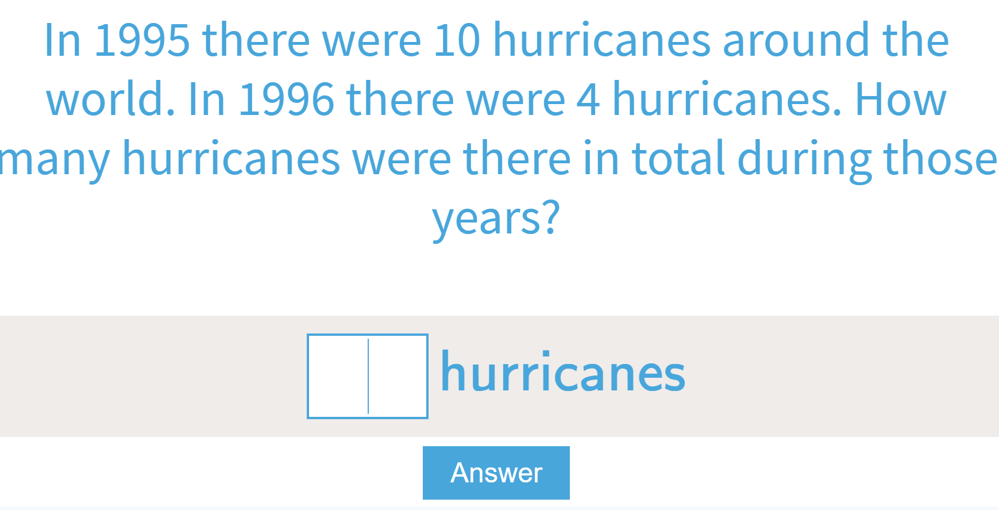 In 1995 there were 10 hurricanes around the
world. In 1996 there were 4 hurricanes. How
many hurricanes were there in total during those
years?
hurricanes
Answer